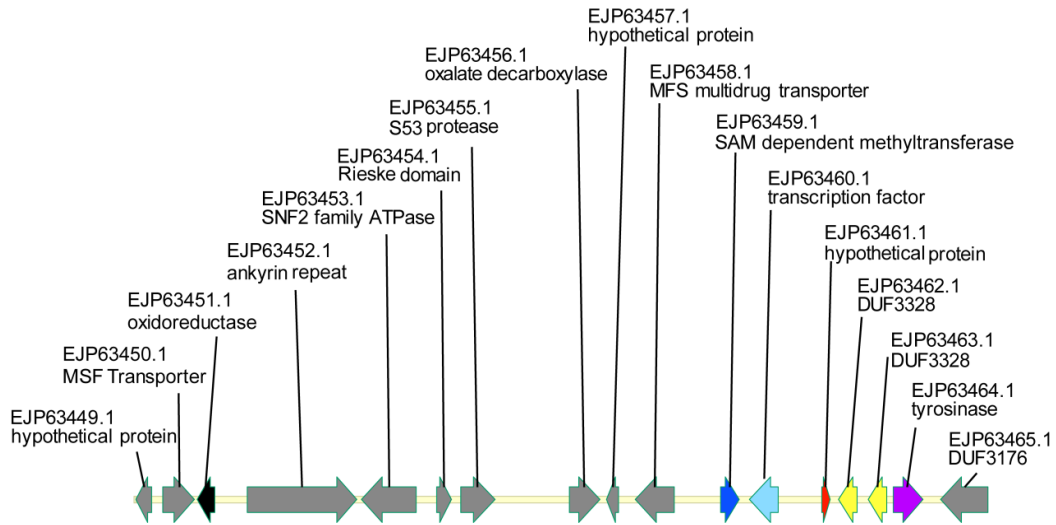 EJP63449.1
hypothetical protein
EJP63450.1
MSF Transporter
EJP63451.1
oxidoreductase
EJP63452.1
ankyrin repeat
EJP63453.1
SNF2 family ATPase
EJP63454.1
Rieske domain
EJP63455.1
S53 protease
EJP63456.1
oxalate decarboxylase
EJP63457.1
hypothetical protein
EJP63458.1
MFS multidrug transporter
EJP63459.1
SAM dependent methyltransferase
EJP63460.1
transcription factor
EJP63461.1
hypothetical protein
EJP63462.1
DUF3328
EJP63463.1
DUF3328
EJP63464.1
tyrosinase
EJP63465.1
DUF3176